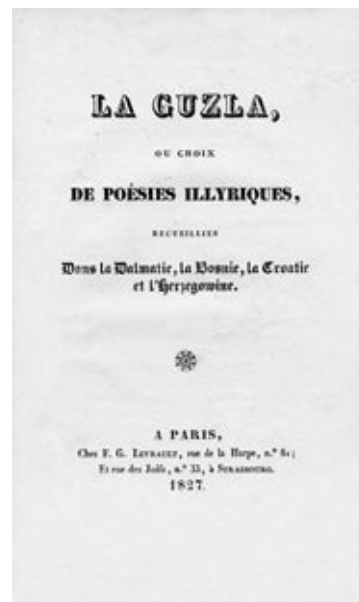 LA GUZLA,
OU CHOIX
DE POÉSIES ILLYRIQUES,
RECUEILLIES
Dans la Dalmatie, la Bosnie, la Croatie
et l'Herzegowine.
A PARIS,
Chez F. G. LEVRAULT, rue de la Harpe, n.° 81;
Et rue des Juifs, n.° 33, à STRASBOURG.
1827.